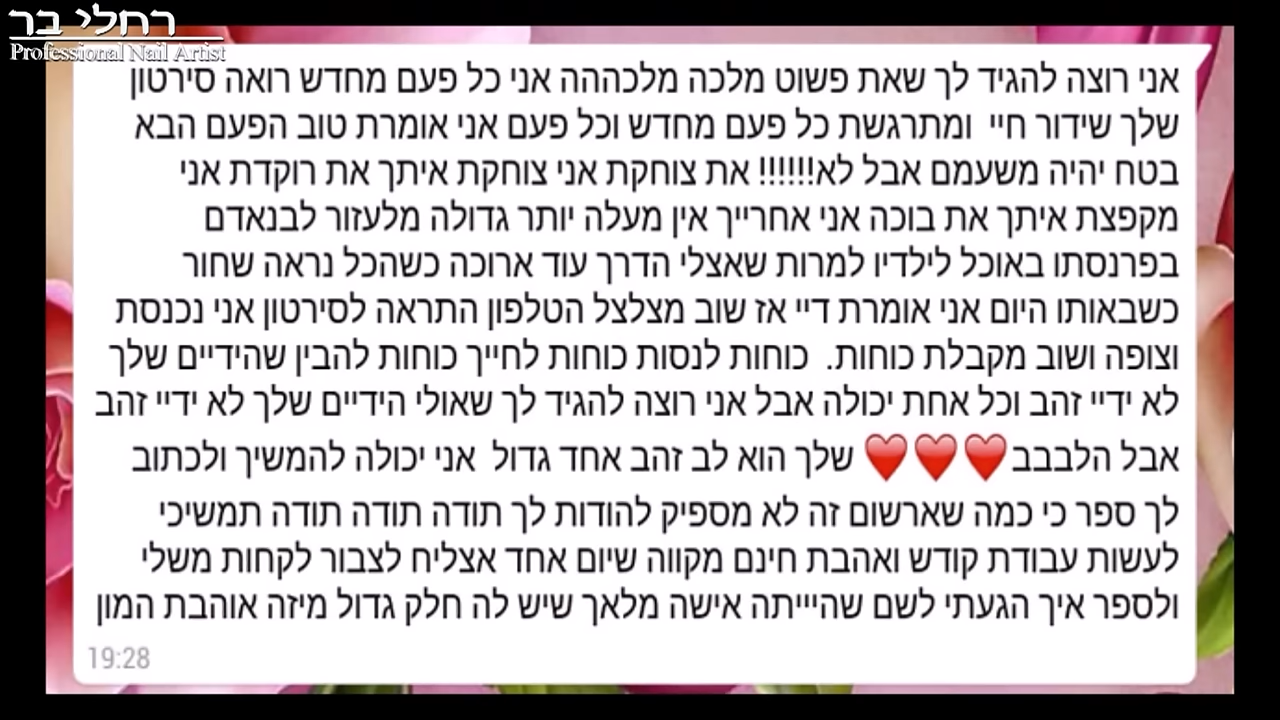 רחלי בר
Professional Nail Artist
אני רוצה להגיד לך שאת פשוט מלכה מלכההה אני כל פעם מחדש רואה סירטון
שלך שידור חיי ומתרגשת כל פעם מחדש וכל פעם אני אומרת טוב הפעם הבא
בטח יהיה משעמם אבל לא!!!!!! את צוחקת אני צוחקת איתך את רוקדת אני
מקפצת איתך את בוכה אני אחרייך אין מעלה יותר גדולה מלעזור לבנאדם
בפרנסתו באוכל לילדיו למרות שאצלי הדרך עוד ארוכה כשהכל נראה שחור
כשבאותו היום אני אומרת דיי אז שוב מצלצל הטלפון התראה לסירטון אני נכנסת
וצופה ושוב מקבלת כוחות. כוחות לנסות כוחות לחייך כוחות להבין שהידיים שלך
לא ידיי זהב וכל אחת יכולה אבל אני רוצה להגיד לך שאולי הידיים שלך לא ידיי זהב
אבל הלבבב❤️❤️❤️ שלך הוא לב זהב אחד גדול אני יכולה להמשיך ולכתוב
לך ספר כי כמה שארשום זה לא מספיק להודות לך תודה תודה תודה תמשיכי
לעשות עבודת קודש ואהבת חינם מקווה שיום אחד אצליח לצבור לקחות משלי
ולספר איך הגעתי לשם שהיייתה אישה מלאך שיש לה חלק גדול מיזה אוהבת המון
19:28